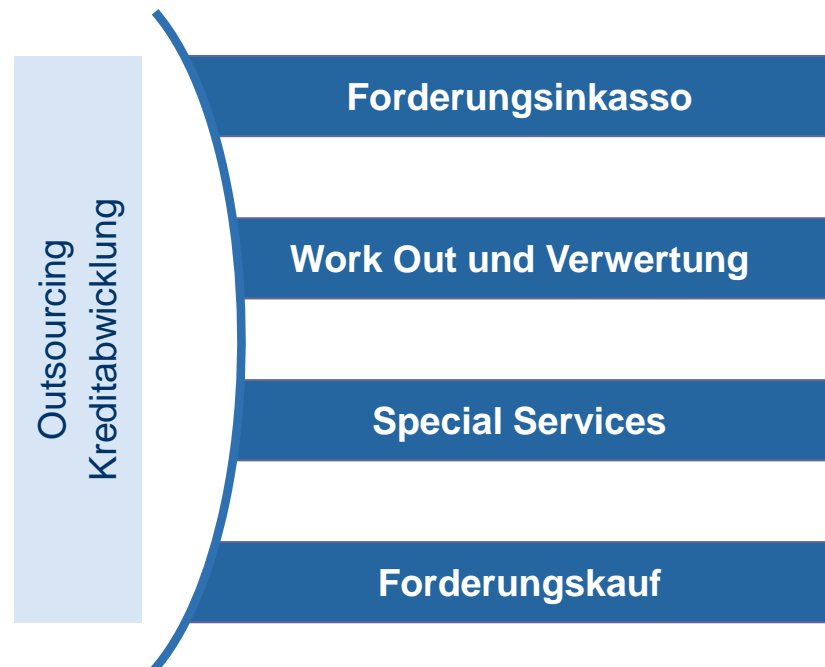 Outsourcing
Kreditabwicklung
Forderungsinkasso
Work Out und Verwertung
Special Services
Forderungskauf